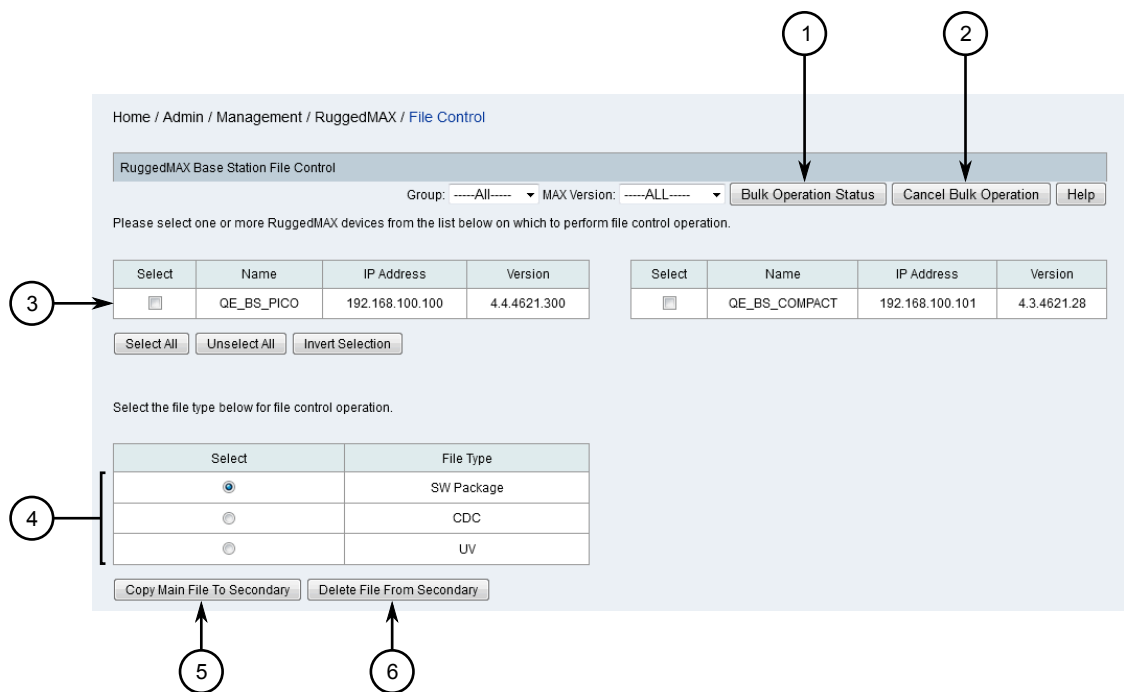 1 2
Home / Admin / Management / RuggedMAX / File Control
RuggedMAX Base Station File Control
Group: -----All----- MAX Version: -----ALL----- Bulk Operation Status Cancel Bulk Operation Help
Please select one or more RuggedMAX devices from the list below on which to perform file control operation.
Select Name IP Address Version Select Name IP Address Version
3 QE_BS_PICO 192.168.100.100 4.4.4621.300 QE_BS_COMPACT 192.168.100.101 4.3.4621.28
Select All Unselect All Invert Selection
Select the file type below for file control operation.
Select File Type
SW Package
4 CDC
UV
Copy Main File To Secondary Delete File From Secondary
5 6